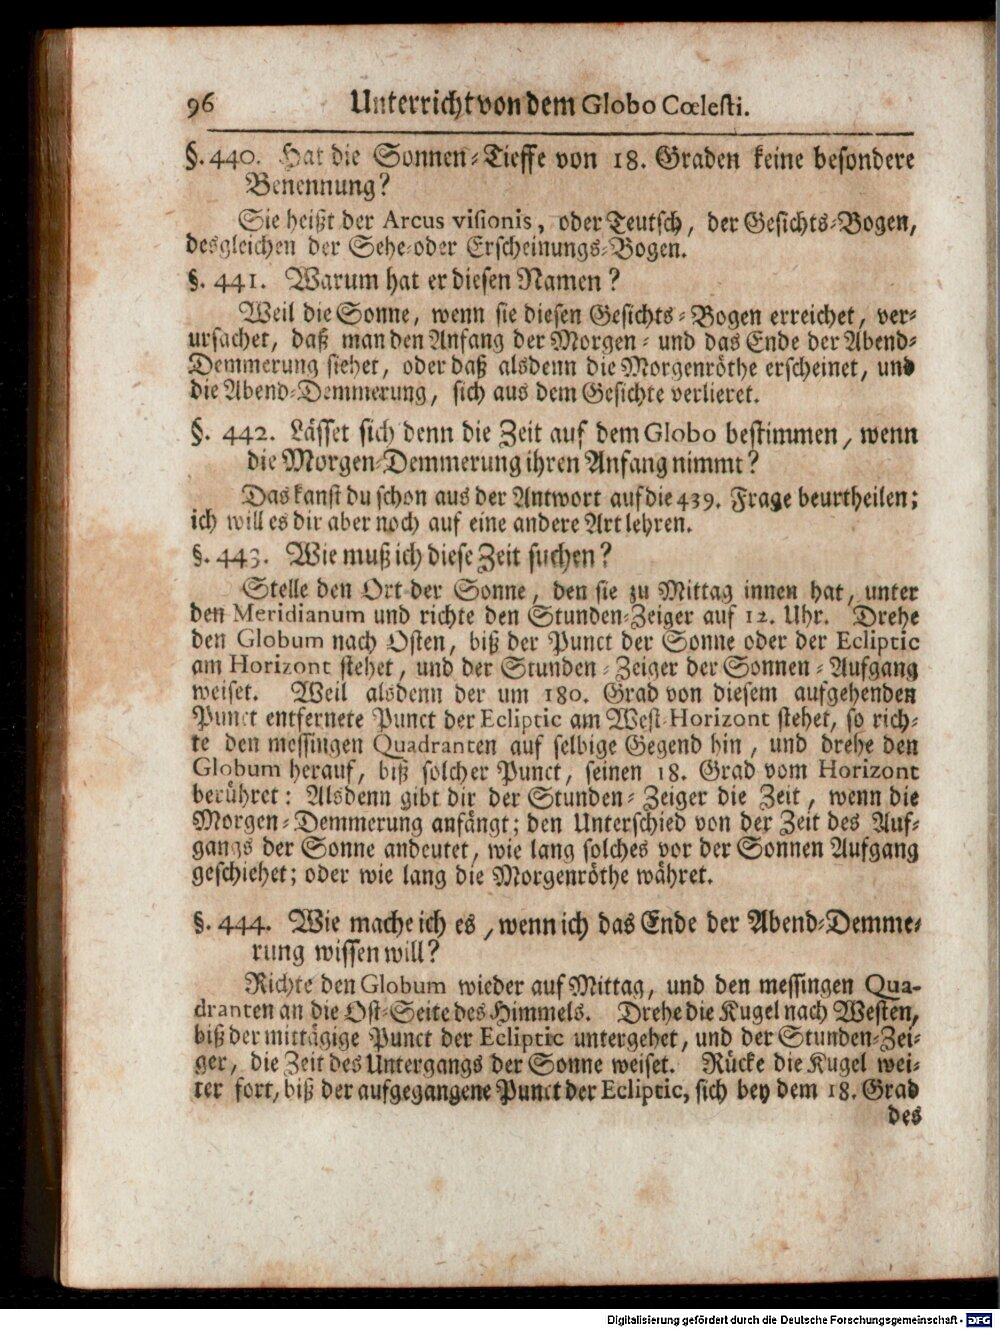 96 Unterricht von dem Globo Cœlesti.
§. 440. Hat die Sonnen-Tieffe von 18. Graden keine besondere
Benennung?
Sie heißt der Arcus visionis, oder Teutsch, der Gesichts-Bogen,
desgleichen der Sehe-oder Erscheinungs-Bogen.
§. 441. Warum hat er diesen Namen?
Weil die Sonne, wenn sie diesen Gesichts-Bogen erreichet, ver-
ursachet, daß man den Anfang der Morgen- und das Ende der Abend-
Demmerung siehet, oder daß alsdenn die Morgenröthe erscheinet, und
die Abend-Demmerung, sich aus dem Gesichte verlieret.
§. 442. Lässet sich denn die Zeit auf dem Globo bestimmen, wenn
die Morgen-Demmerung ihren Anfang nimmt?
Das kanst du schon aus der Antwort auf die 439. Frage beurtheilen;
ich will es dir aber noch auf eine andere Art lehren.
§. 443. Wie muß ich diese Zeit suchen?
Stelle den Ort der Sonne, den sie zu Mittag innen hat, unter
den Meridianum und richte den Stunden-Zeiger auf 12. Uhr. Drehe
den Globum nach Osten, biß der Punct der Sonne oder der Ecliptic
am Horizont stehet, und der Stunden-Zeiger der Sonnen-Aufgang
weiset. Weil alsdenn der um 180. Grad von diesem aufgehenden
Punct entfernete Punct der Ecliptic am West-Horizont stehet, so rich-
te den messingen Quadranten auf selbige Gegend hin, und drehe den
Globum herauf, biß solcher Punct, seinen 18. Grad vom Horizont
berühret: Alsdenn gibt dir der Stunden-Zeiger die Zeit, wenn die
Morgen-Demmerung anfängt; den Unterschied von der Zeit des Auf-
gangs der Sonne andeutet, wie lang solches vor der Sonnen Aufgang
geschiehet; oder wie lang die Morgenröthe währet.
§. 444. Wie mache ich es, wenn ich das Ende der Abend-Demme-
rung wissen will?
Richte den Globum wieder auf Mittag, und den messingen Qua-
dranten an die Ost-Seite des Himmels. Drehe die Kugel nach Westen,
biß der mittägige Punct der Ecliptic untergehet, und der Stunden-Zei-
ger, die Zeit des Untergangs der Sonne weiset. Rücke die Kugel wei-
ter fort, biß der aufgegangene Punct der Ecliptic, sich bey dem 18. Grad
des
Digitalisierung gefördert durch die Deutsche Forschungsgemeinschaft - DFG